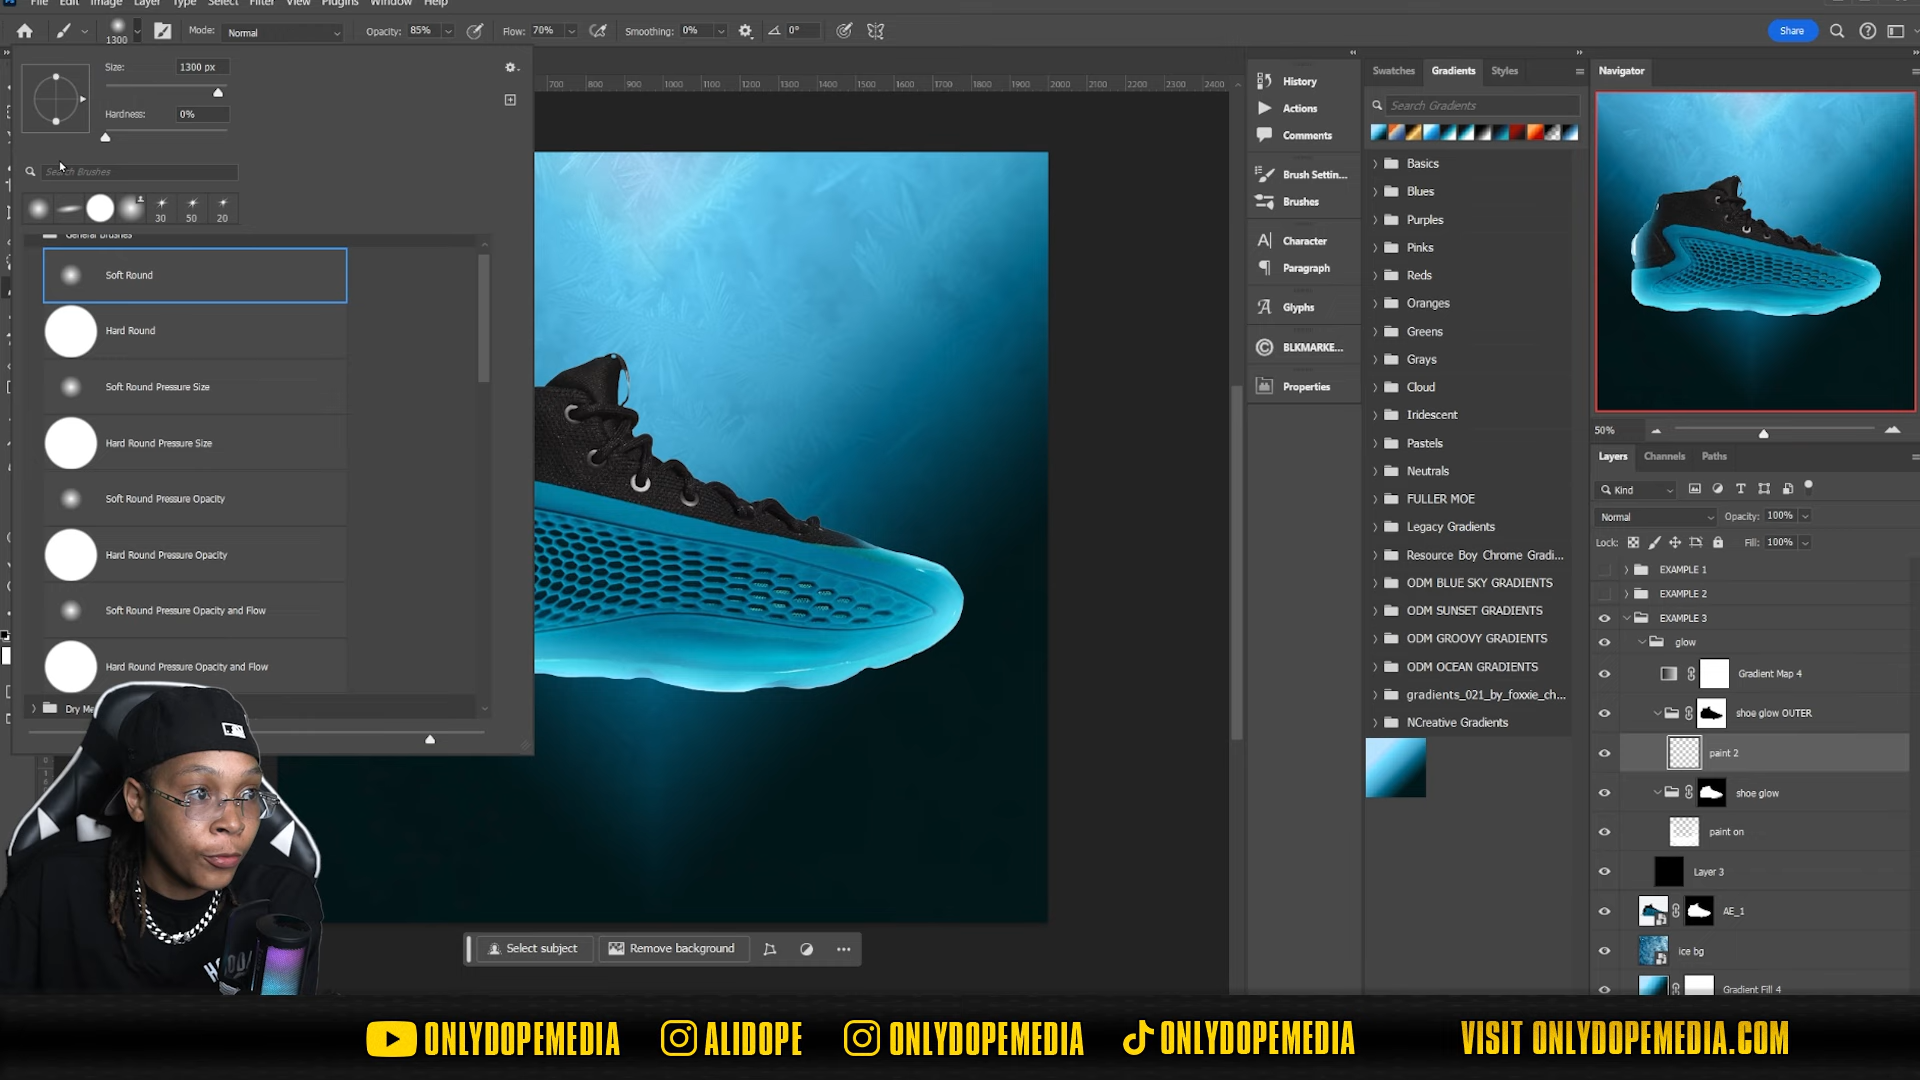 File Edit Image Layer Type Select Filter View Plugins Window Help
1300 Mode: Normal Opacity: 85% Flow: 70% Smoothing: 0% 0° Share
Size: 1300 px
Hardness: 0%
Search Brushes
30 50 20
General Brushes
Soft Round
Hard Round
Soft Round Pressure Size
Hard Round Pressure Size
Soft Round Pressure Opacity
Hard Round Pressure Opacity
Soft Round Pressure Opacity and Flow
Hard Round Pressure Opacity and Flow
700 800 900 1000 1100 1200 1300 1400 1500 1600 1700 1800 1900 2000 2100 2200 2300 2400
Select subject Remove background
History
Actions
Comments
Brush Settin...
Brushes
Character
Paragraph
Glyphs
BLKMARKE...
Properties
Swatches Gradients Styles
Search Gradients
Basics
Blues
Purples
Pinks
Reds
Oranges
Greens
Grays
Cloud
Iridescent
Pastels
Neutrals
FULLER MOE
Legacy Gradients
Resource Boy Chrome Gradi...
ODM BLUE SKY GRADIENTS
ODM SUNSET GRADIENTS
ODM GROOVY GRADIENTS
ODM OCEAN GRADIENTS
gradients_021_by_foxxie_ch...
NCreative Gradients
Navigator
50%
Layers Channels Paths
Kind
Normal Opacity: 100%
Lock: Fill: 100%
EXAMPLE 1
EXAMPLE 2
EXAMPLE 3
glow
Gradient Map 4
shoe glow OUTER
paint 2
shoe glow
paint on
Layer 3
AE_1
ice bg
Gradient Fill 4
ONLYDOPEMEDIA ALIDOPE ONLYDOPEMEDIA ONLYDOPEMEDIA VISIT ONLYDOPEMEDIA.COM